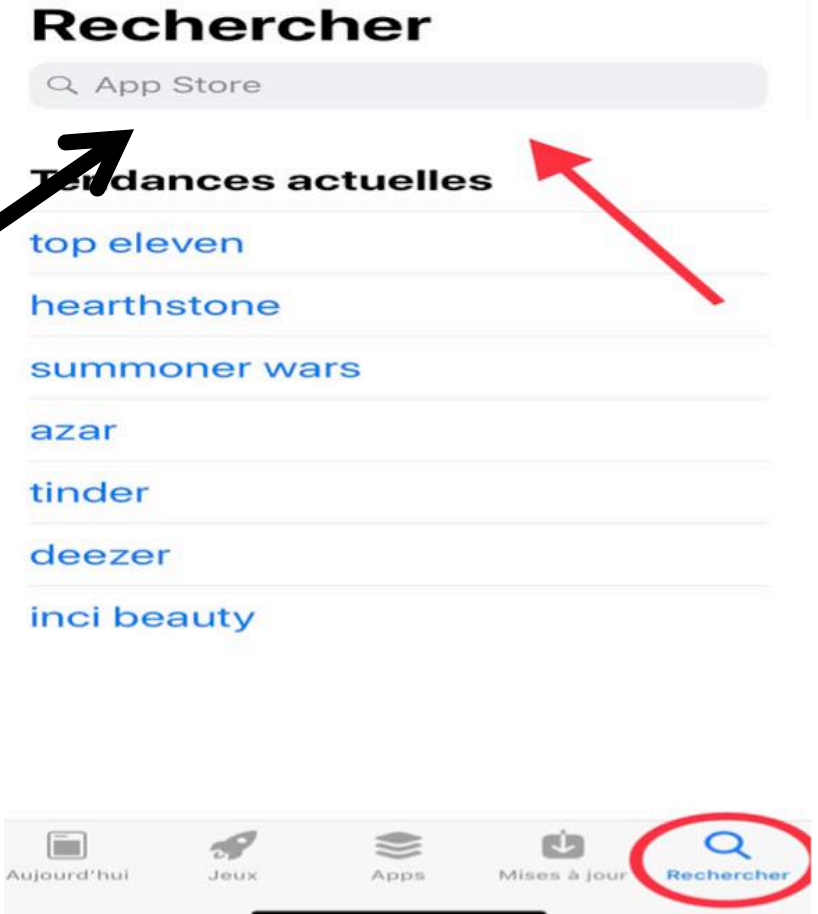 Rechercher
App Store
Tendances actuelles
top eleven
hearthstone
summoner wars
azar
tinder
deezer
inci beauty
Aujourd'hui
Jeux
Apps
Mises à jour
Rechercher